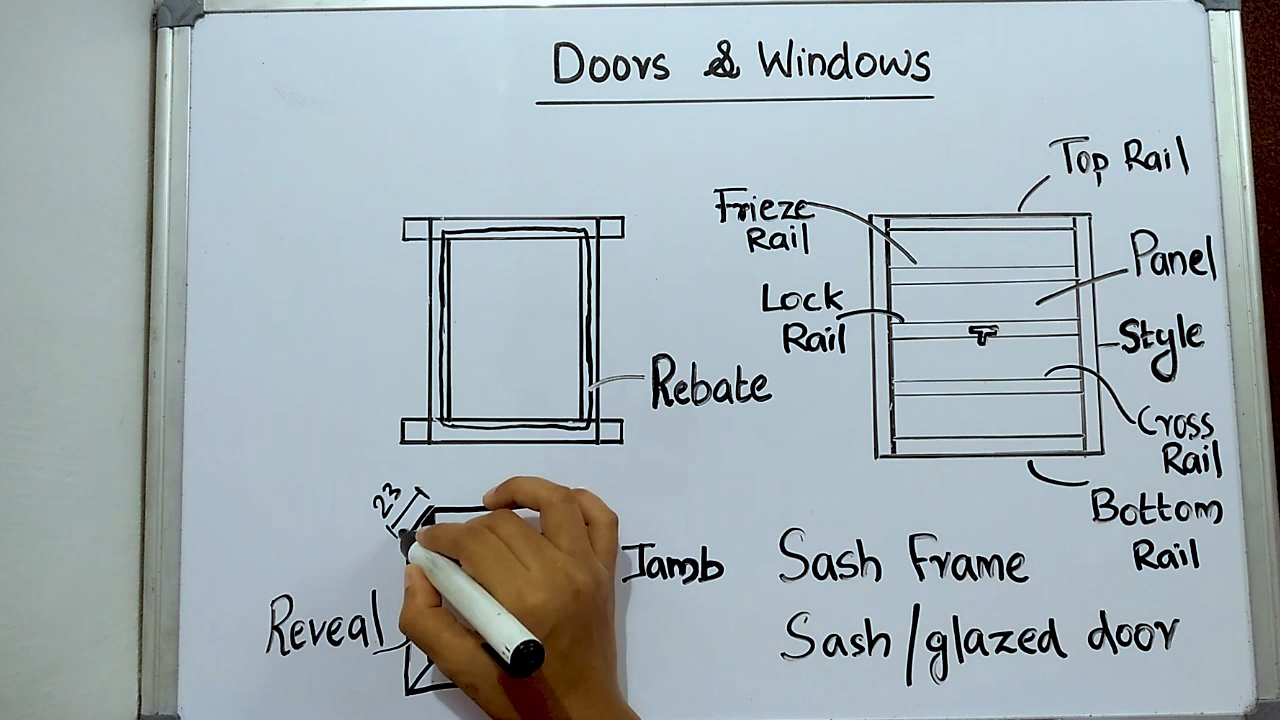 Doors & Windows
Top Rail
Frieze
Rail
Panel
Lock
Rail
Style
Rebate
Cross
Rail
23
Bottom
Rail
Jamb
Sash Frame
Reveal
Sash/glazed door